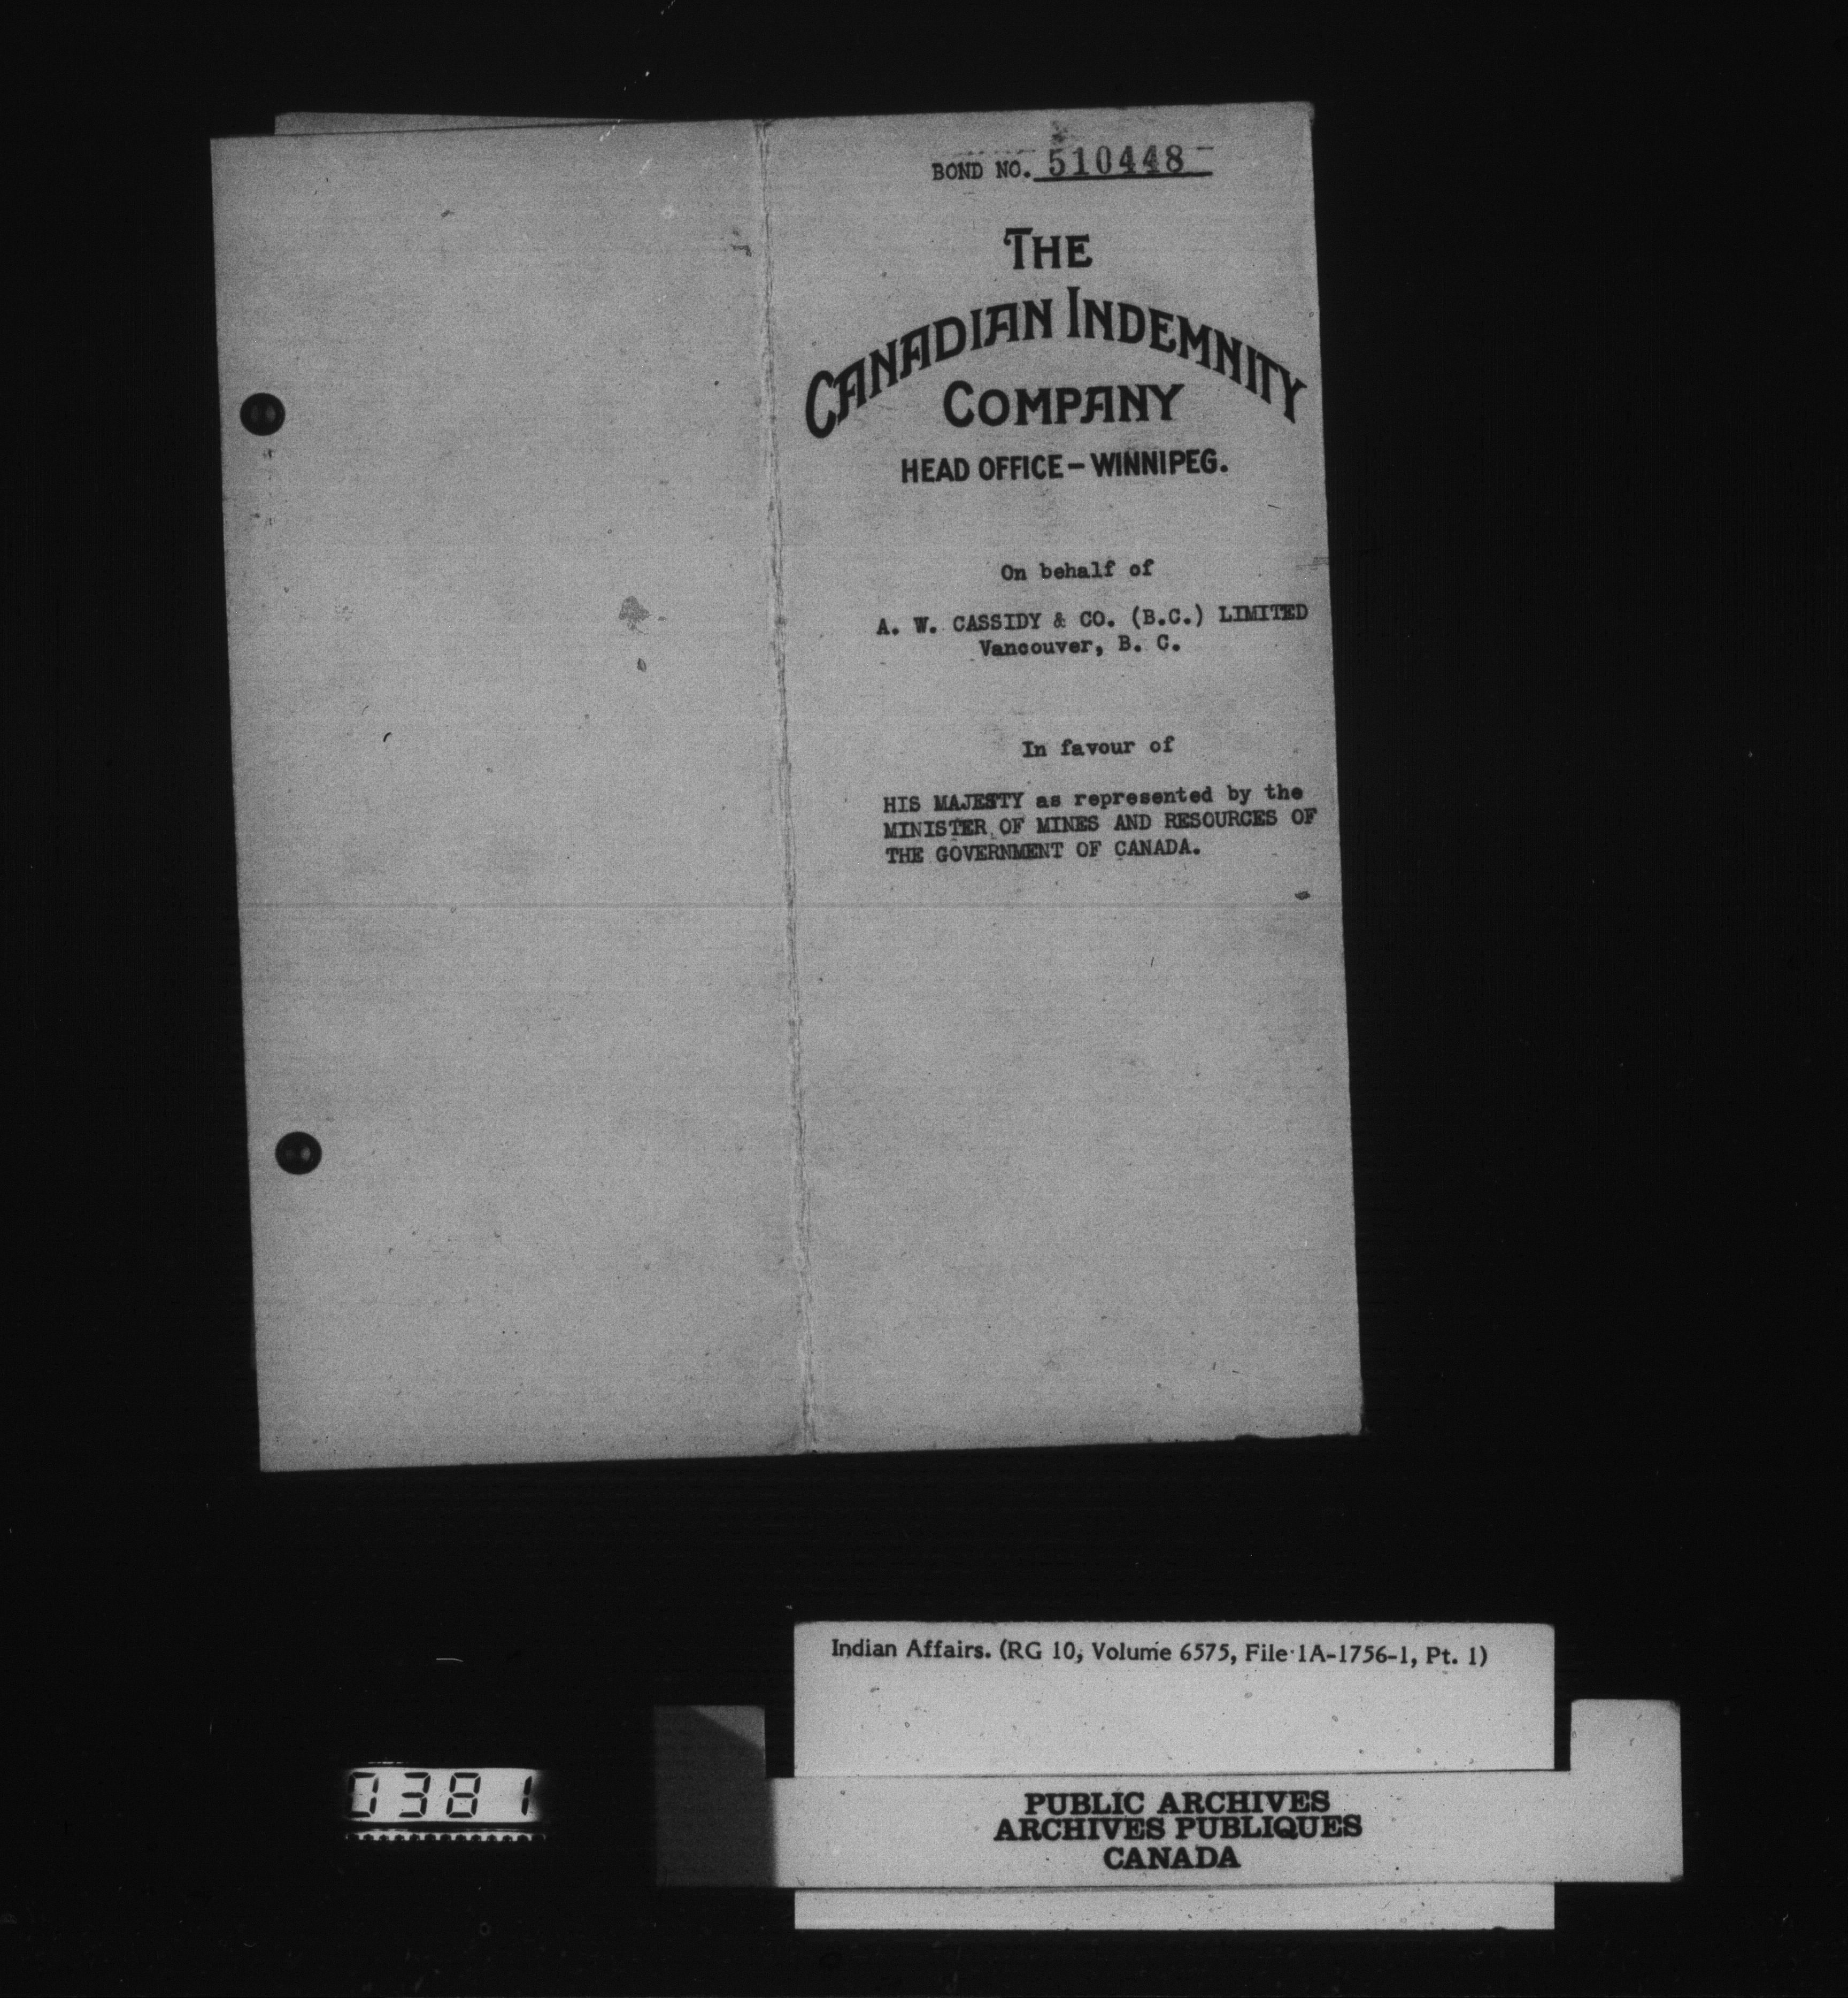 BOND NO. 510448
THE
CANADIAN INDEMNITY
COMPANY
HEAD OFFICE - WINNIPEG.
On behalf of
A. W. CASSIDY & CO. (B.C.) LIMITED
Vancouver, B. C.
In favour of
HIS MAJESTY as represented by the
MINISTER OF MINES AND RESOURCES OF
THE GOVERNMENT OF CANADA.
Indian Affairs. (RG 10, Volume 6575, File 1A-1756-1, Pt. 1)
0381
PUBLIC ARCHIVES
ARCHIVES PUBLIQUES
CANADA